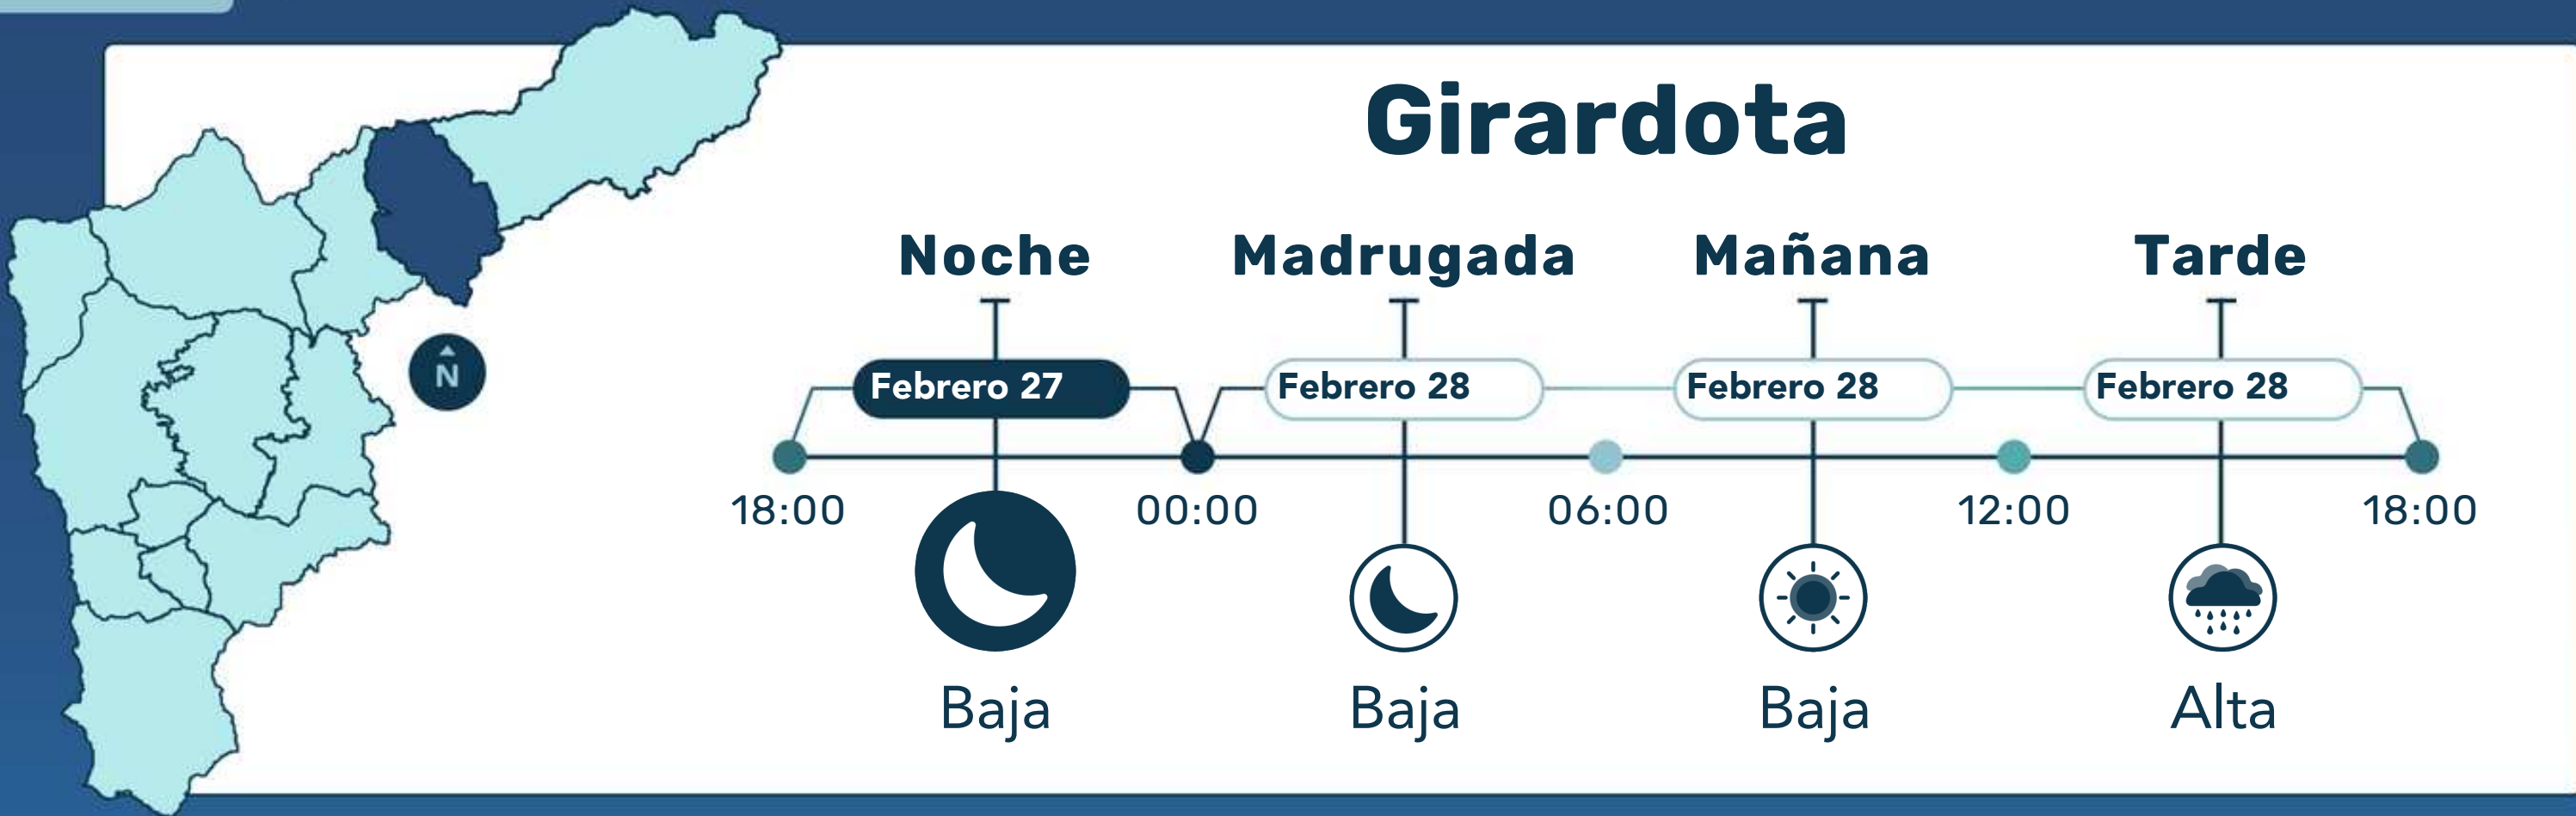 Girardota
Noche Madrugada Mañana Tarde
Febrero 27 Febrero 28 Febrero 28 Febrero 28
N
18:00 00:00 06:00 12:00 18:00
Baja Baja Baja Alta